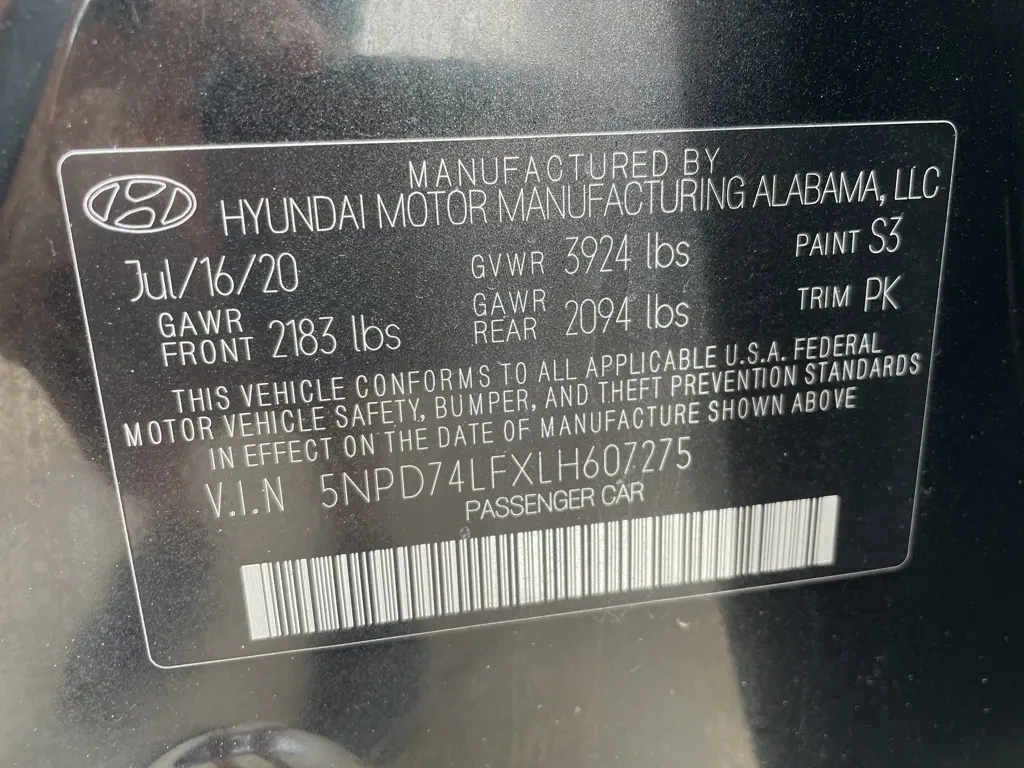 MANUFACTURED BY
HYUNDAI MOTOR MANUFACTURING ALABAMA, LLC
Jul/16/20 GVWR 3924 lbs PAINT S3
GAWR FRONT 2183 lbs GAWR REAR 2094 lbs TRIM PK
THIS VEHICLE CONFORMS TO ALL APPLICABLE U.S.A. FEDERAL
MOTOR VEHICLE SAFETY, BUMPER, AND THEFT PREVENTION STANDARDS
IN EFFECT ON THE DATE OF MANUFACTURE SHOWN ABOVE
V.I.N 5NPD74LFXLH607275
PASSENGER CAR